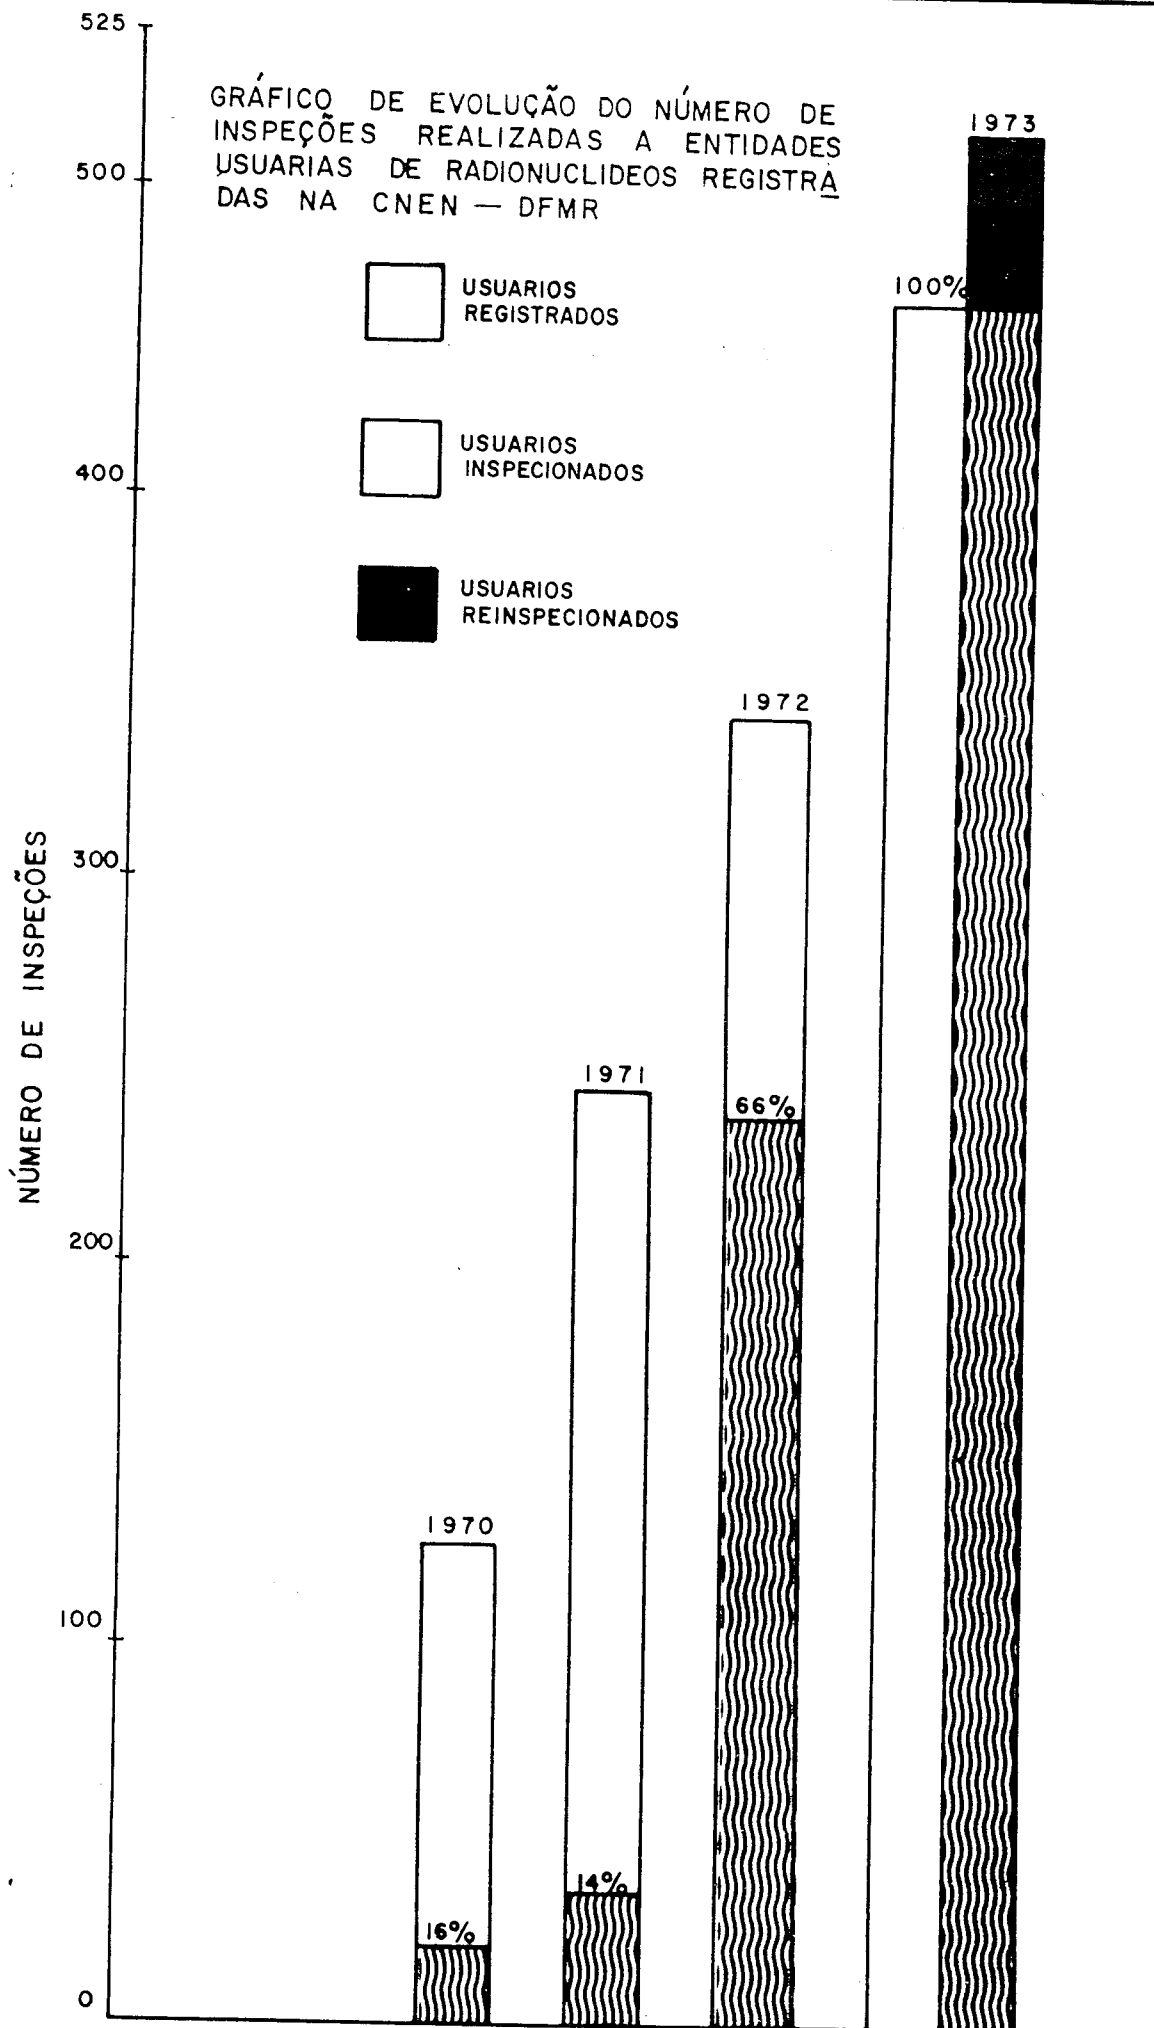 525
GRÁFICO DE EVOLUÇÃO DO NÚMERO DE
INSPEÇÕES REALIZADAS A ENTIDADES
USUARIAS DE RADIONUCLIDEOS REGISTRA
DAS NA CNEN — DFMR
1973
500
100%
USUARIOS
REGISTRADOS
400
USUARIOS
INSPECIONADOS
USUARIOS
REINSPECIONADOS
1972
300
NÚMERO DE INSPEÇÕES
1971
66%
200
1970
100
14%
16%
0